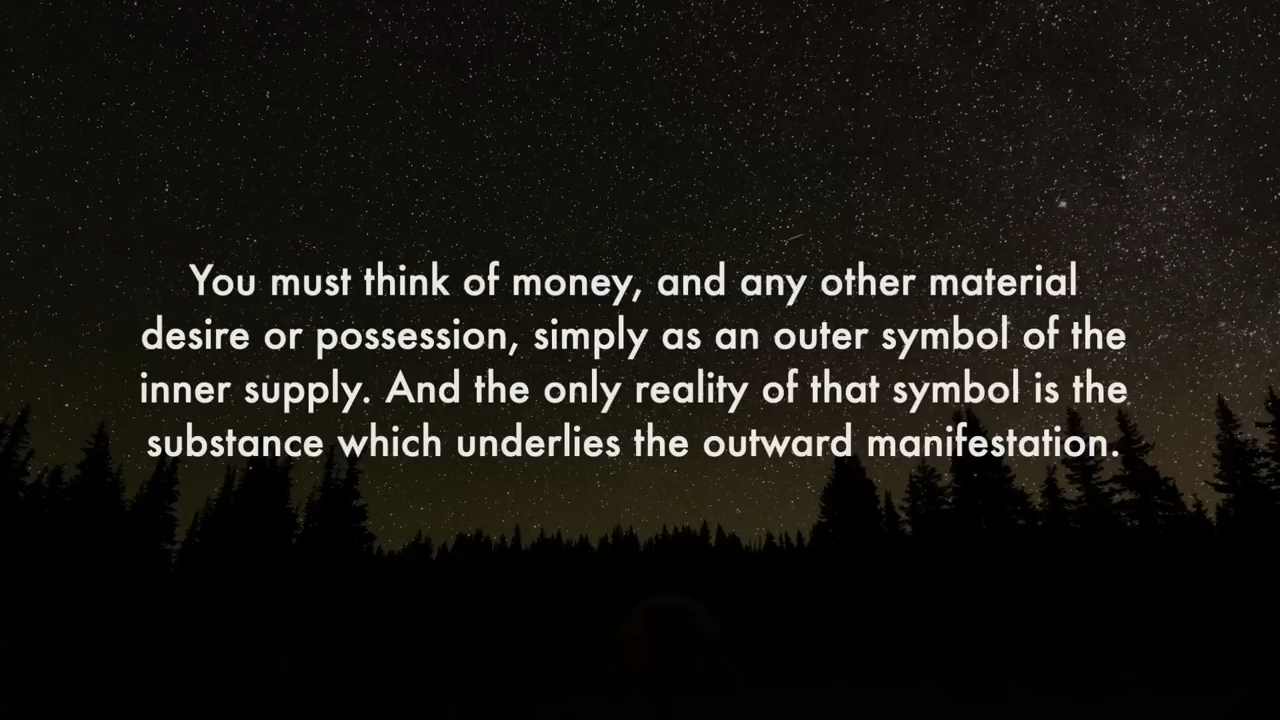 You must think of money, and any other material
desire or possession, simply as an outer symbol of the
inner supply. And the only reality of that symbol is the
substance which underlies the outward manifestation.